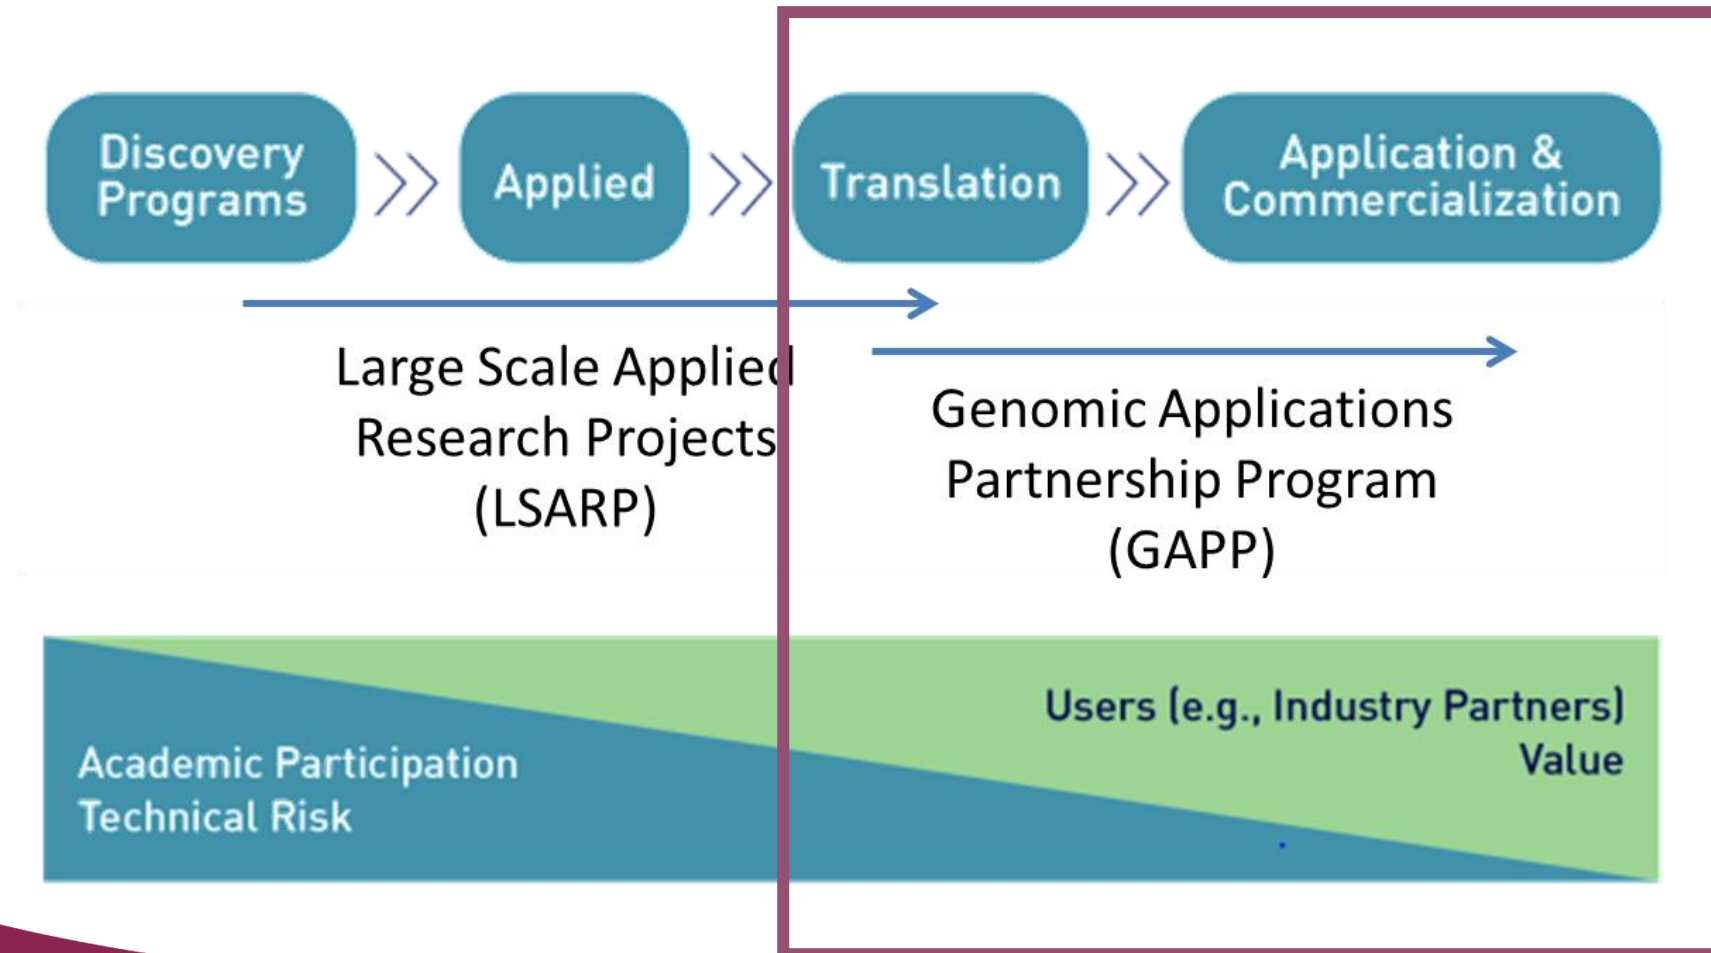 Discovery
Programs
Applied
Translation
Application &
Commercialization
Large Scale Applied
Research Projects
(LSARP)
Genomic Applications
Partnership Program
(GAPP)
Academic Participation
Technical Risk
Users (e.g., Industry Partners)
Value